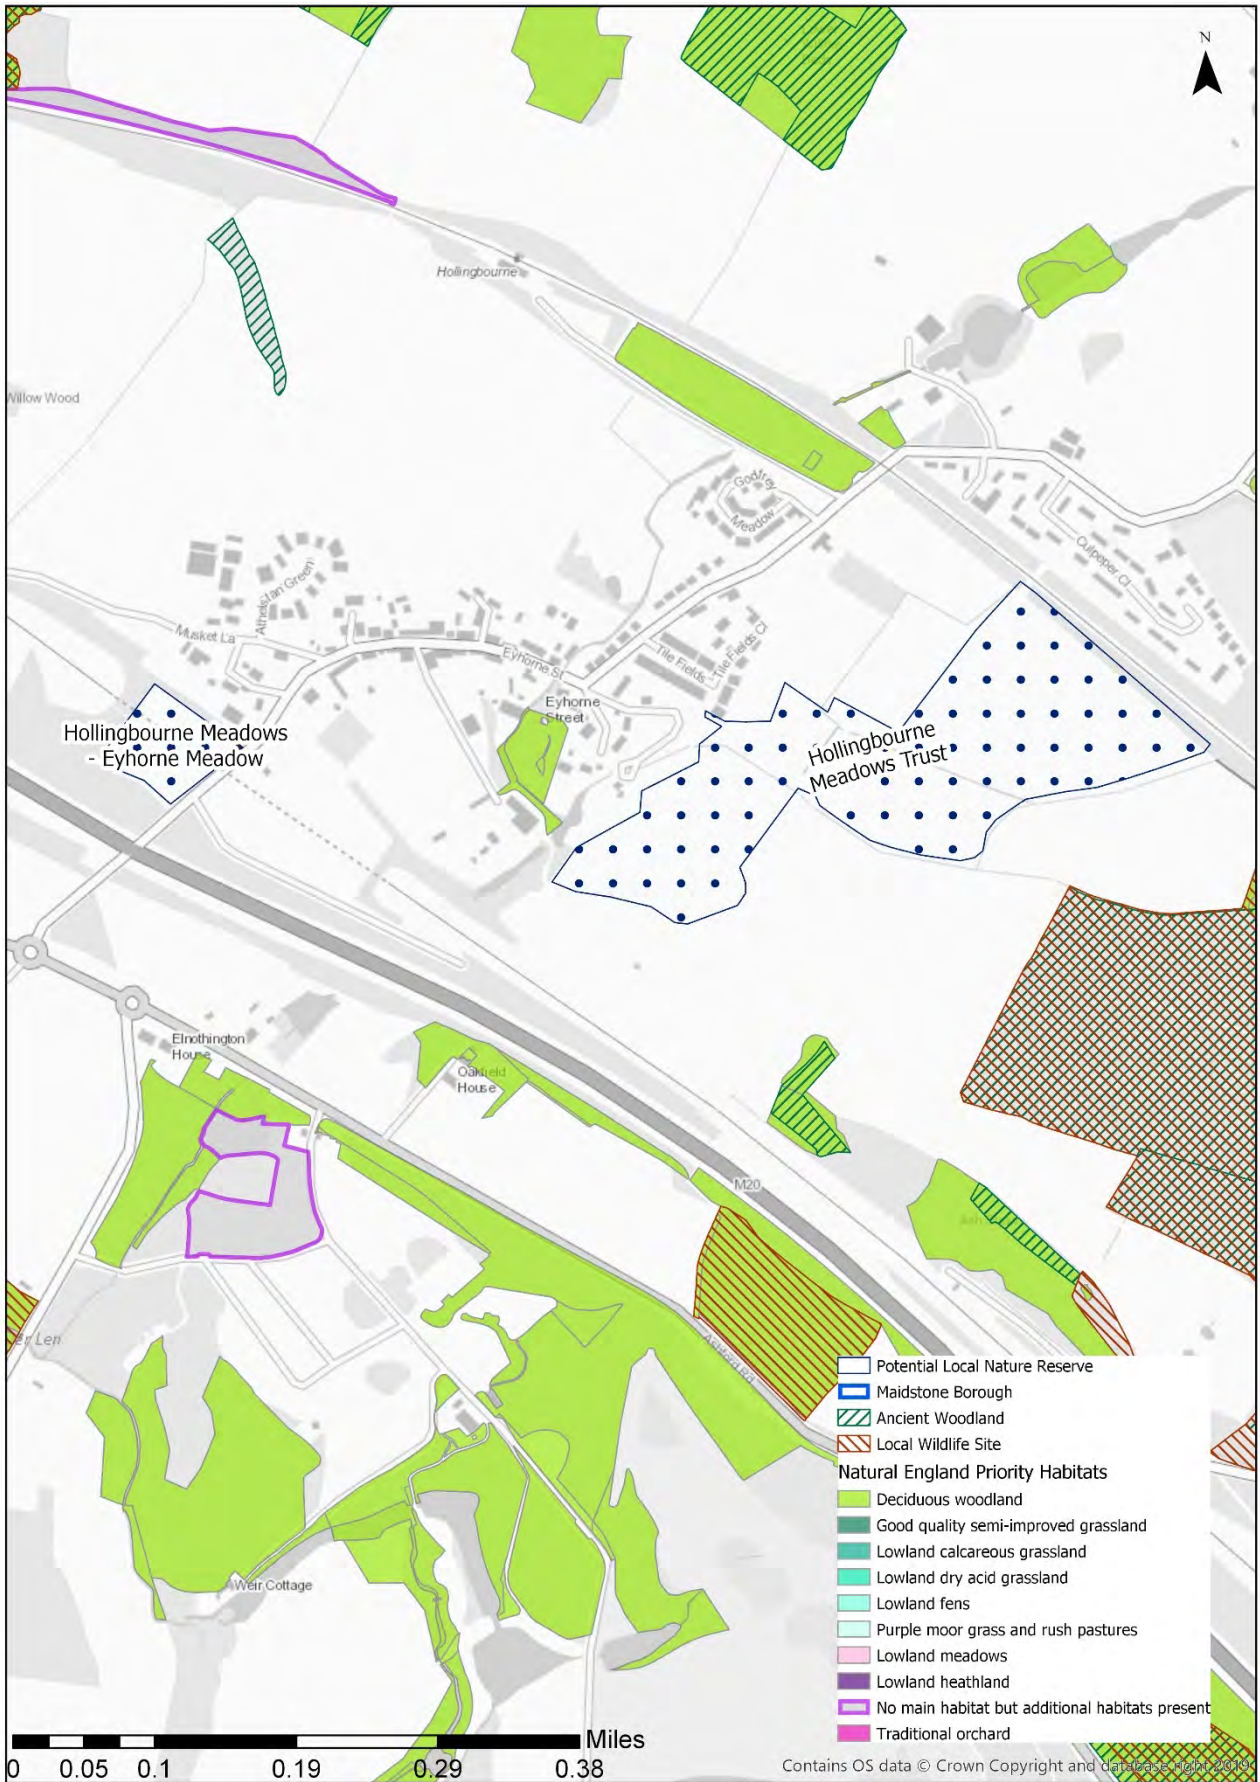 N
Hollingbourne
Willow Wood
Godfrey
Meadow
Culpeper Cl
Athelstan Green
Musket La
Eyhorne St
Tile Fields
Tile Fields Cl
Eyhorne
Street
Hollingbourne Meadows
- Eyhorne Meadow
Hollingbourne
Meadows Trust
Elnothington
House
Oakfield
House
M20
Ashford Rd
er Len
Weir Cottage
Potential Local Nature Reserve
Maidstone Borough
Ancient Woodland
Local Wildlife Site
Natural England Priority Habitats
Deciduous woodland
Good quality semi-improved grassland
Lowland calcareous grassland
Lowland dry acid grassland
Lowland fens
Purple moor grass and rush pastures
Lowland meadows
Lowland heathland
No main habitat but additional habitats present
Traditional orchard
Miles
0 0.05 0.1 0.19 0.29 0.38
Contains OS data © Crown Copyright and database right 2019